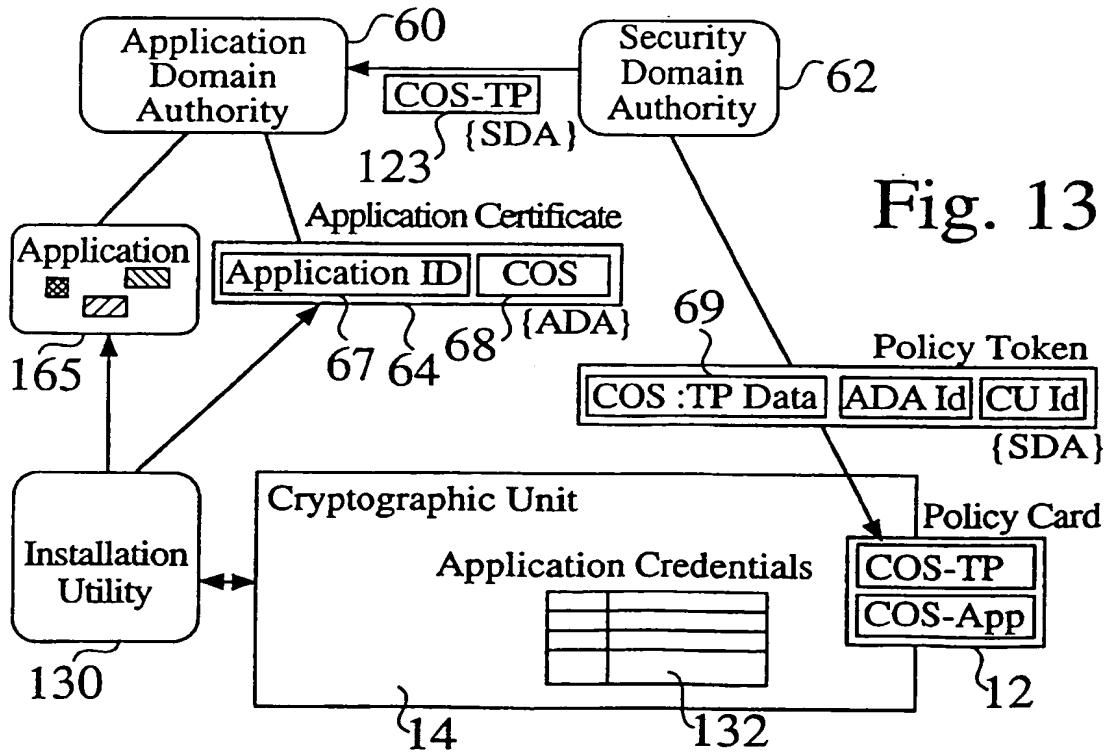 Application
Domain
Authority
60
COS-TP
{SDA}
123
Security
Domain
Authority
62
Fig. 13
Application
165
Application Certificate
Application ID
COS
{ADA}
67
64
68
69
Policy Token
COS :TP Data
ADA Id
CU Id
{SDA}
Installation
Utility
130
Cryptographic Unit
Application Credentials
14
132
Policy Card
COS-TP
COS-App
12